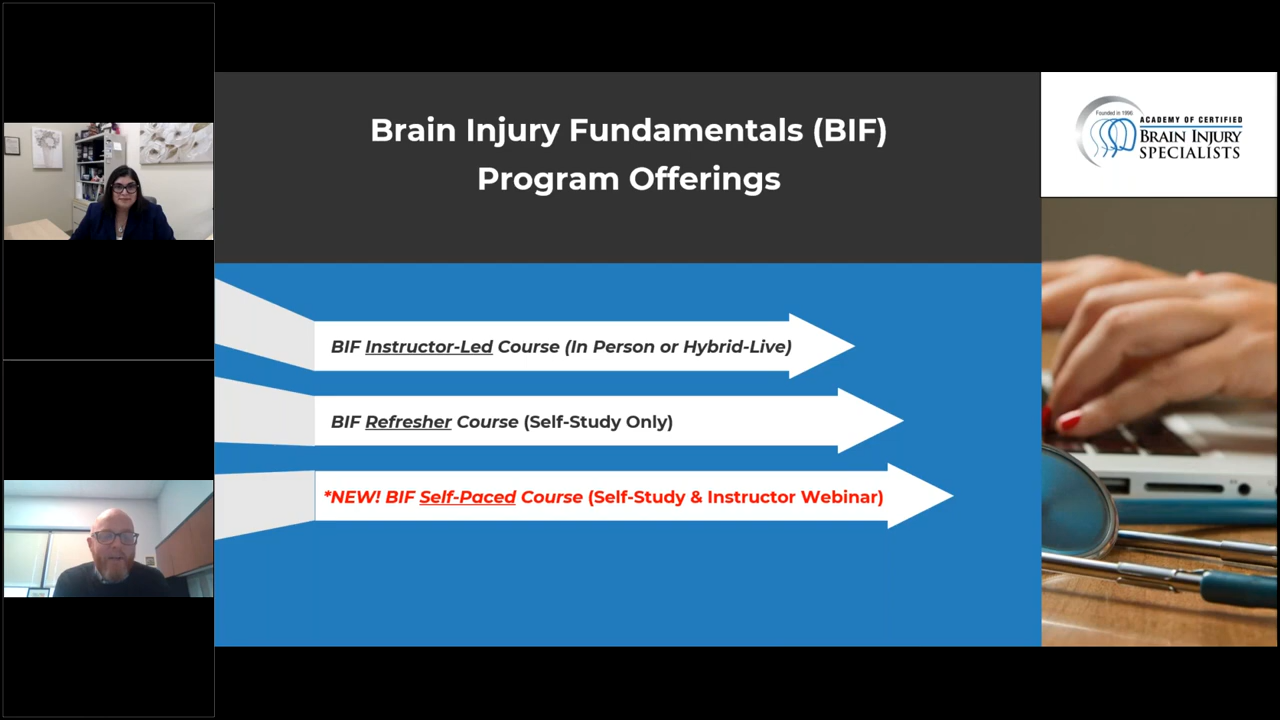 Brain Injury Fundamentals (BIF)
Program Offerings
Founded in 1996
ACADEMY OF CERTIFIED
BRAIN INJURY
SPECIALISTS
BIF Instructor-Led Course (In Person or Hybrid-Live)
BIF Refresher Course (Self-Study Only)
*NEW! BIF Self-Paced Course (Self-Study & Instructor Webinar)